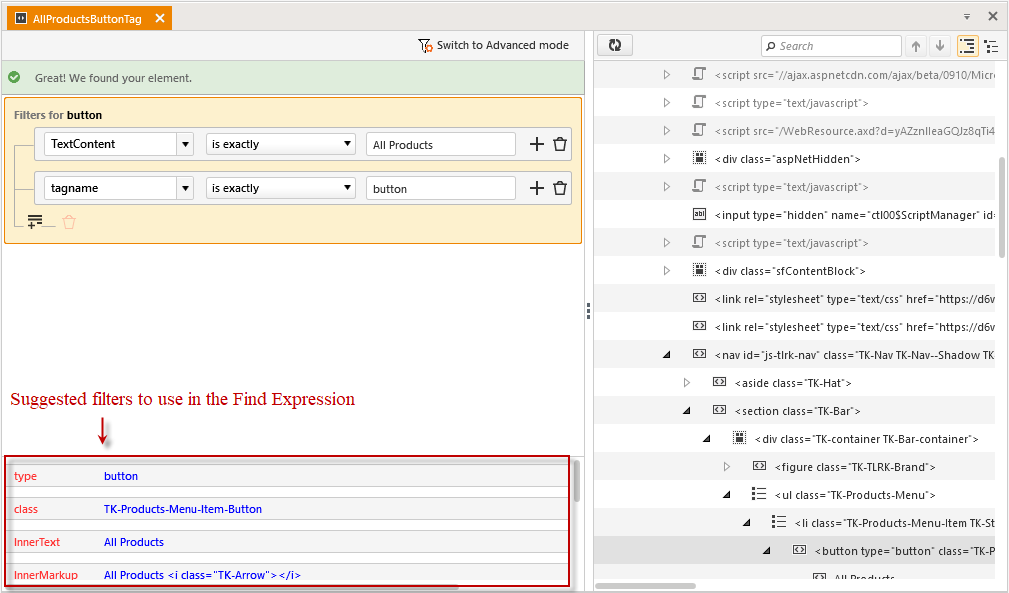 AllProductsButtonTag
Switch to Advanced mode
Great! We found your element.
Filters for button
TextContent is exactly All Products
tagname is exactly button
Suggested filters to use in the Find Expression
type button
class TK-Products-Menu-Item-Button
InnerText All Products
InnerMarkup All Products <i class="TK-Arrow"></i>
Search
<script src="//ajax.aspnetcdn.com/ajax/beta/0910/Micro
<script type="text/javascript">
<script src="/WebResource.axd?d=yAZznIleaGQJz8qTi4
<div class="aspNetHidden">
<script type="text/javascript">
abl
<input type="hidden" name="ctl00$ScriptManager" id=
<script type="text/javascript">
<div class="sfContentBlock">
<link rel="stylesheet" type="text/css" href="https://d6v
<link rel="stylesheet" type="text/css" href="https://d6v
<nav id="js-tlrk-nav" class="TK-Nav TK-Nav--Shadow TK
<aside class="TK-Hat">
<section class="TK-Bar">
<div class="TK-container TK-Bar-container">
<figure class="TK-TLRK-Brand">
<ul class="TK-Products-Menu">
<li class="TK-Products-Menu-Item TK-St
<button type="button" class="TK-P
All Products